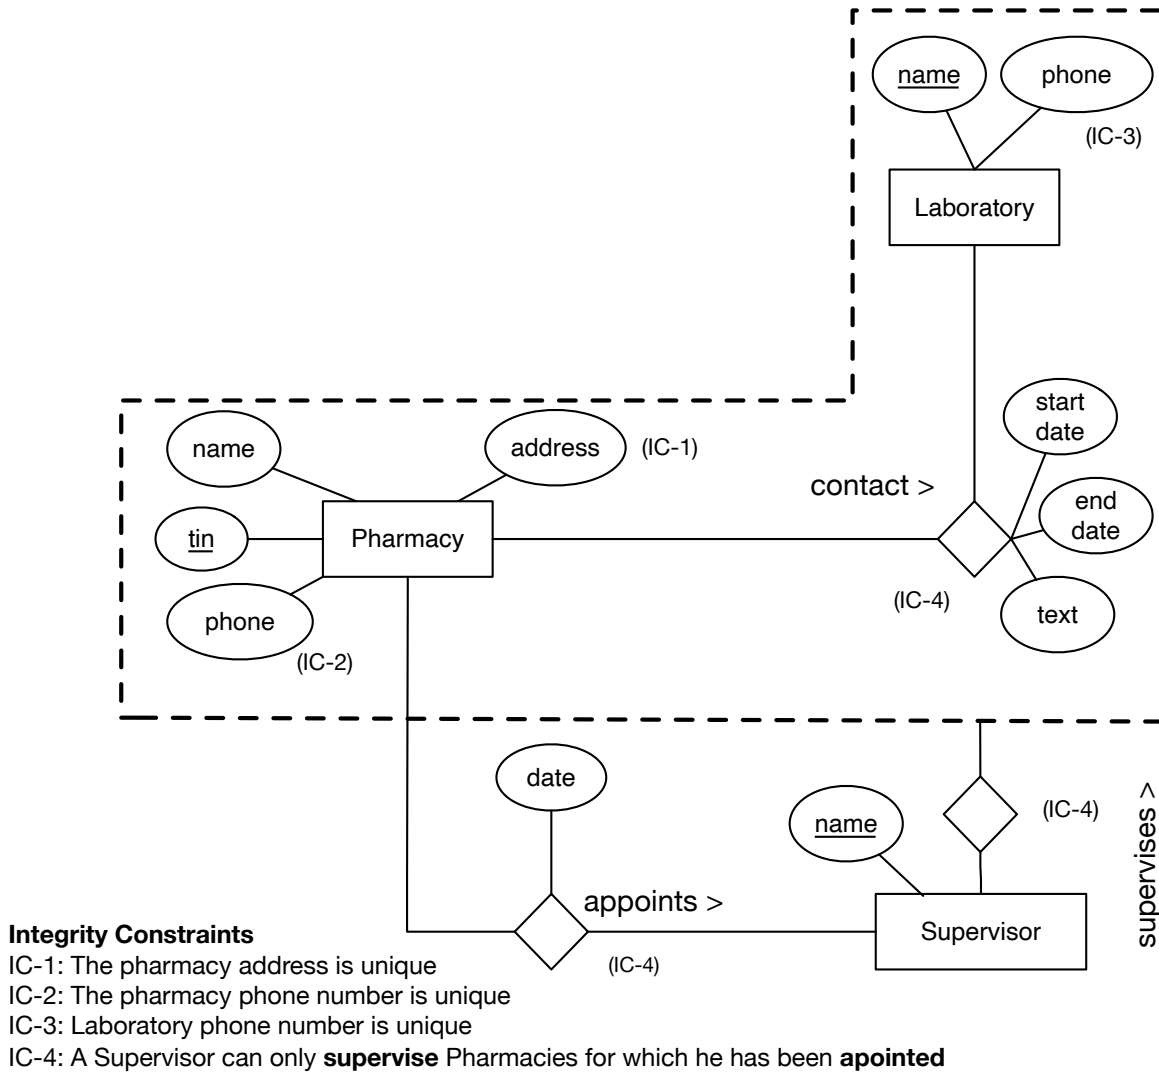 name
phone
(IC-3)
Laboratory
start
date
name
address
(IC-1)
contact >
end
date
tin
Pharmacy
(IC-4)
text
phone
(IC-2)
date
name
(IC-4)
supervises >
appoints >
Supervisor
(IC-4)
Integrity Constraints
IC-1: The pharmacy address is unique
IC-2: The pharmacy phone number is unique
IC-3: Laboratory phone number is unique
IC-4: A Supervisor can only supervise Pharmacies for which he has been apointed